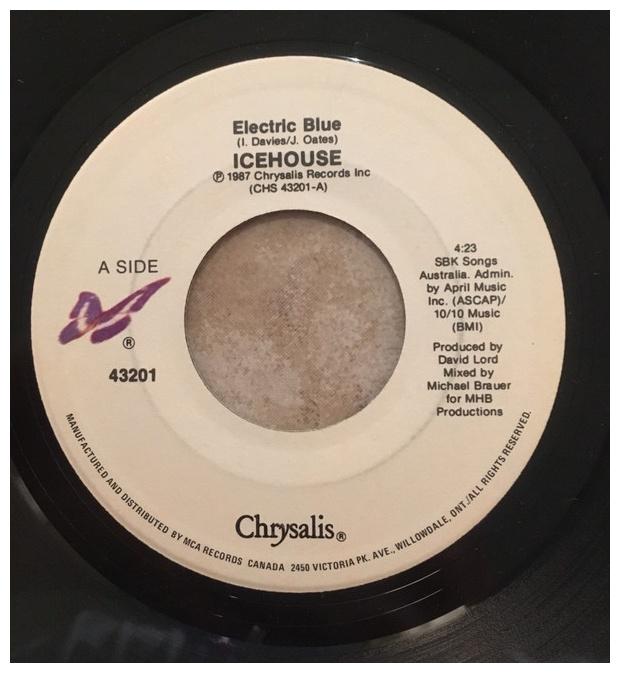 Electric Blue
(I. Davies/J. Oates)
ICEHOUSE
℗ 1987 Chrysalis Records Inc
(CHS 43201-A)
A SIDE
®
43201
4:23
SBK Songs
Australia. Admin.
by April Music
Inc. (ASCAP)/
10/10 Music
(BMI)
Produced by
David Lord
Mixed by
Michael Brauer
for MHB
Productions
Chrysalis®
MANUFACTURED AND DISTRIBUTED BY MCA RECORDS CANADA 2450 VICTORIA PK. AVE., WILLOWDALE, ONT./ALL RIGHTS RESERVED.